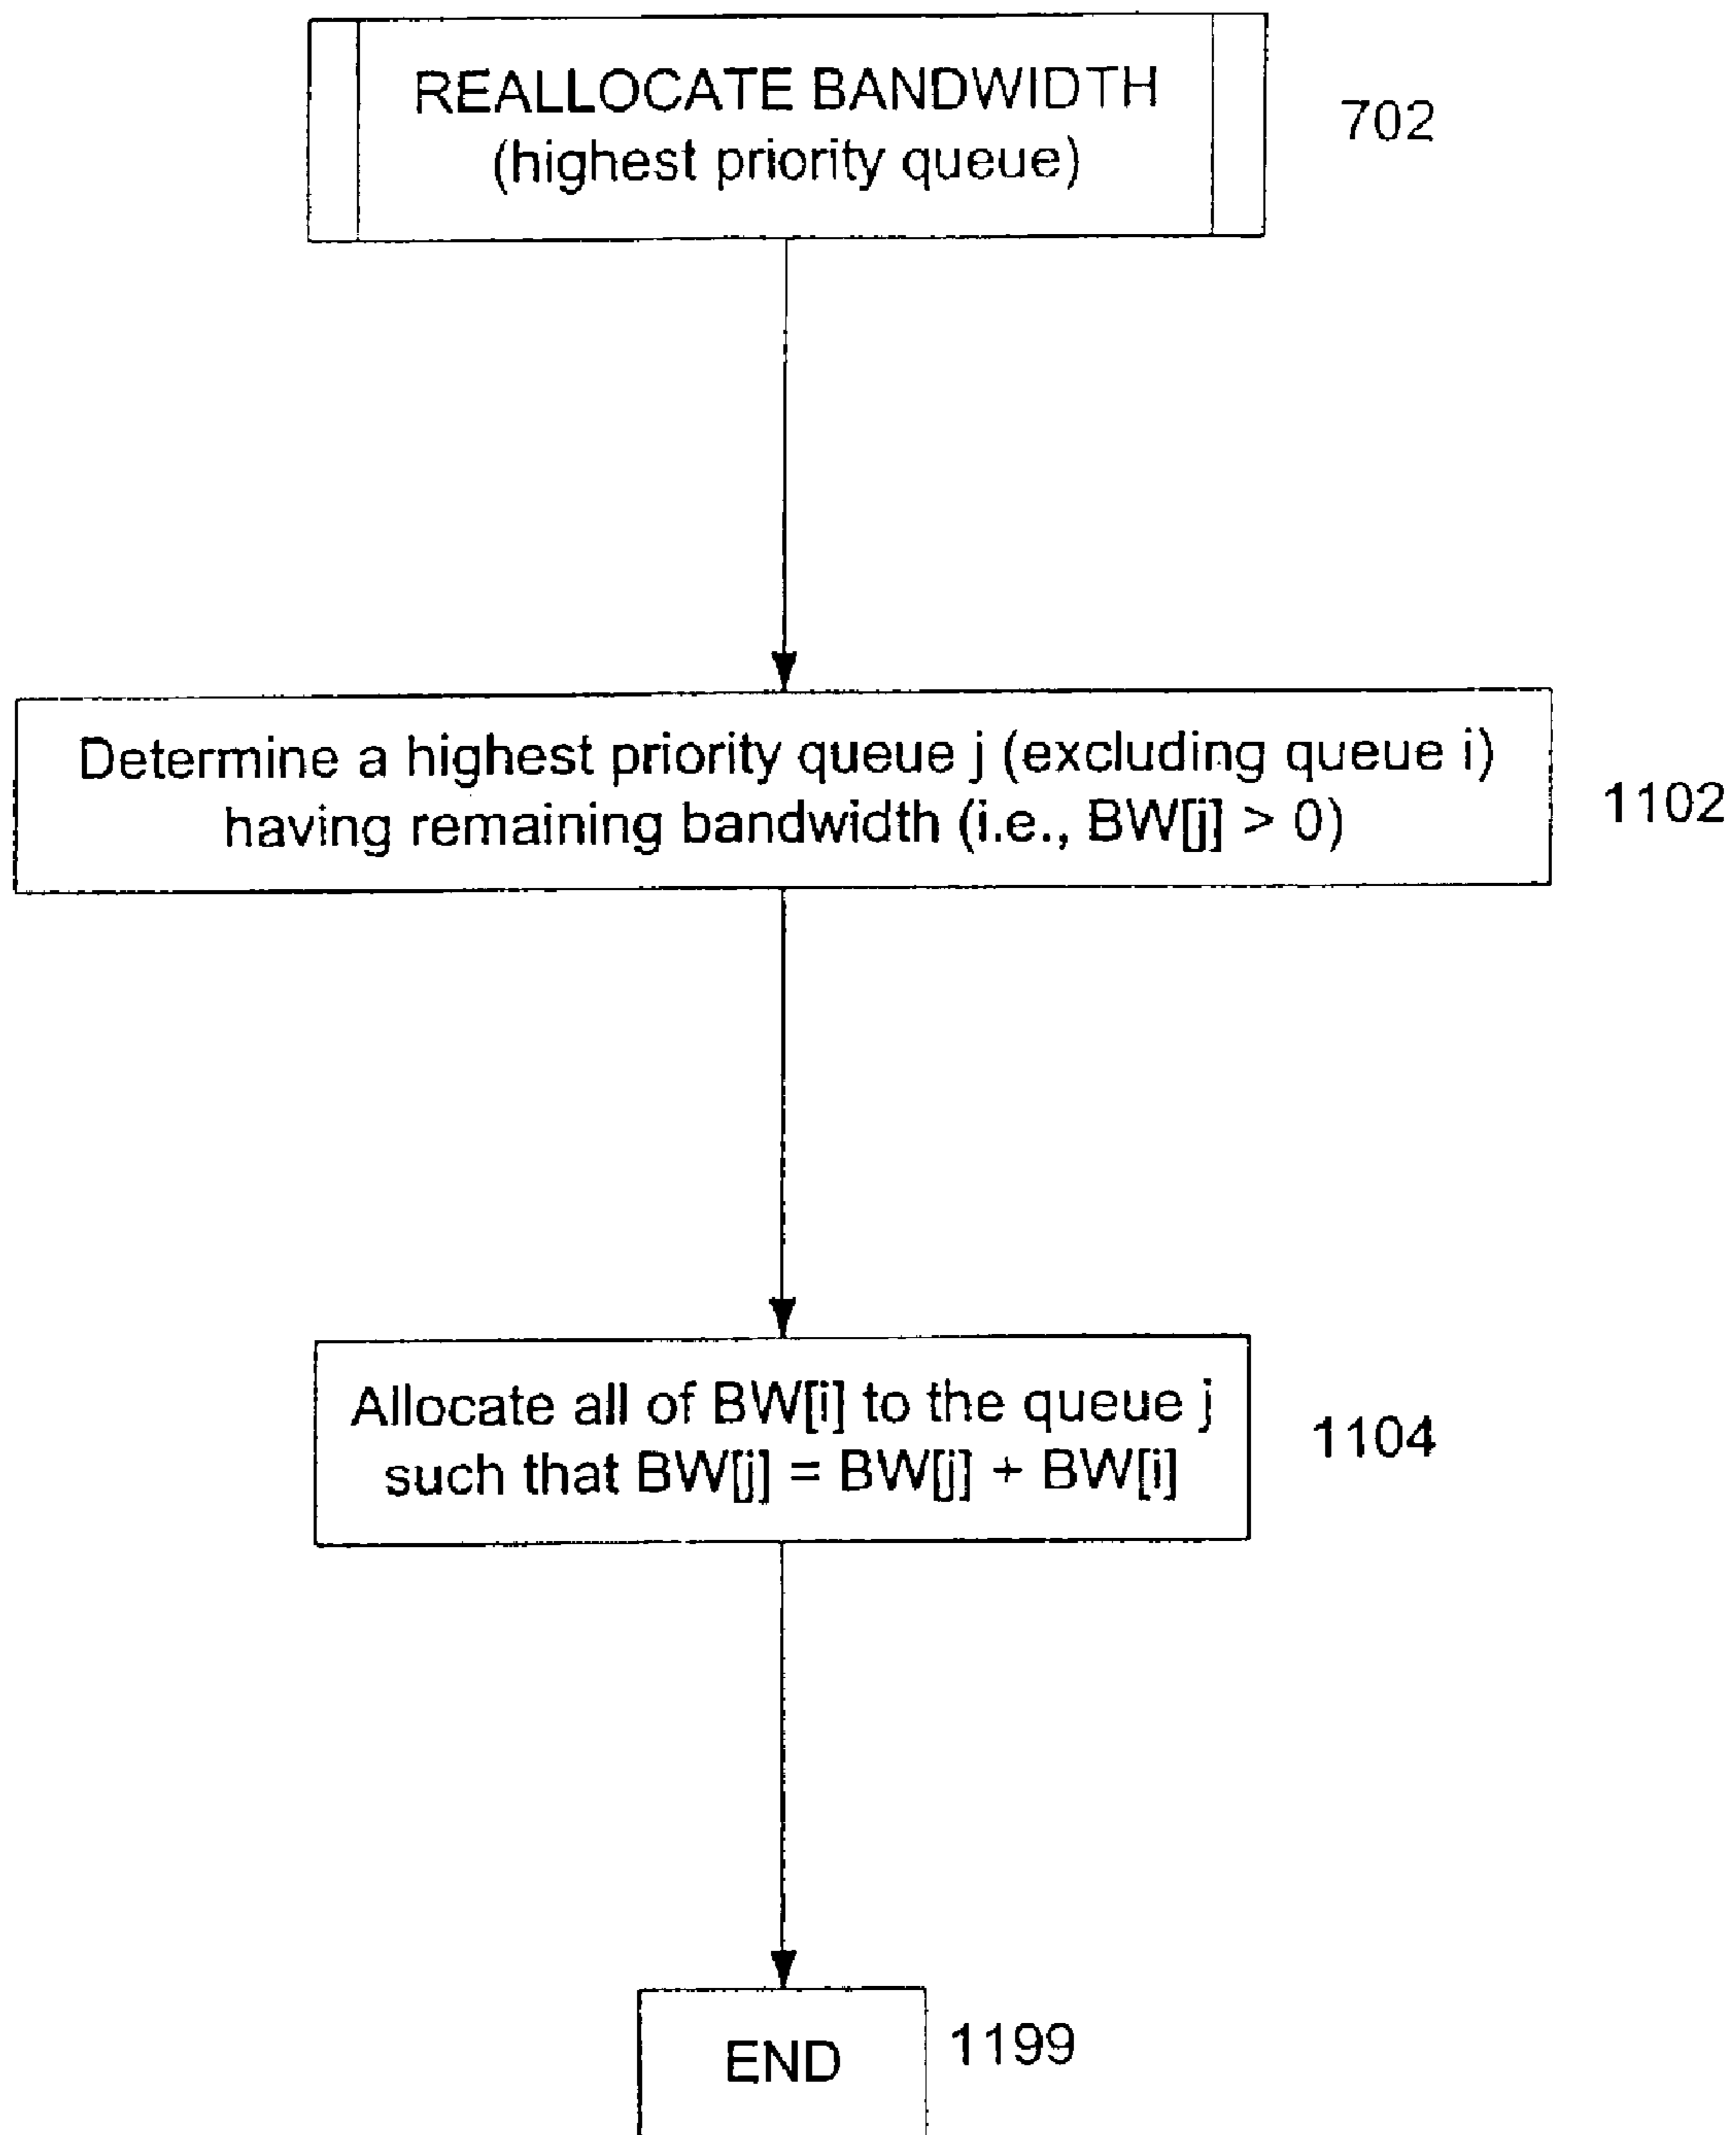 REALLOCATE BANDWIDTH
(highest priority queue)
702
Determine a highest priority queue j (excluding queue i)
having remaining bandwidth (i.e., BW[j] > 0)
1102
Allocate all of BW[i] to the queue j
such that BW[j] = BW[j] + BW[i]
1104
END
1199